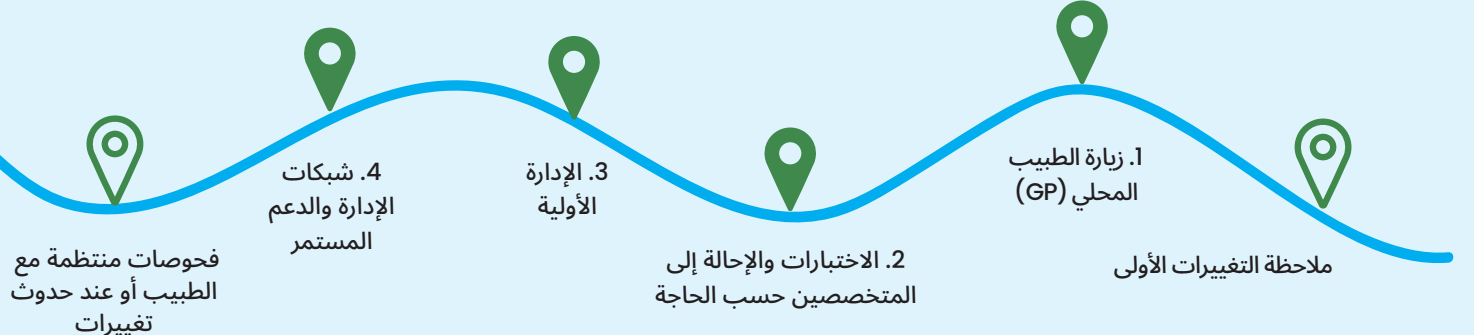 ملاحظة التغييرات الأولى
1. زيارة الطبيب
المحلي (GP)
2. الاختبارات والإحالة إلى
المتخصصين حسب الحاجة
3. الإدارة
الأولية
4. شبكات
الإدارة والدعم
المستمر
فحوصات منتظمة مع
الطبيب أو عند حدوث
تغييرات